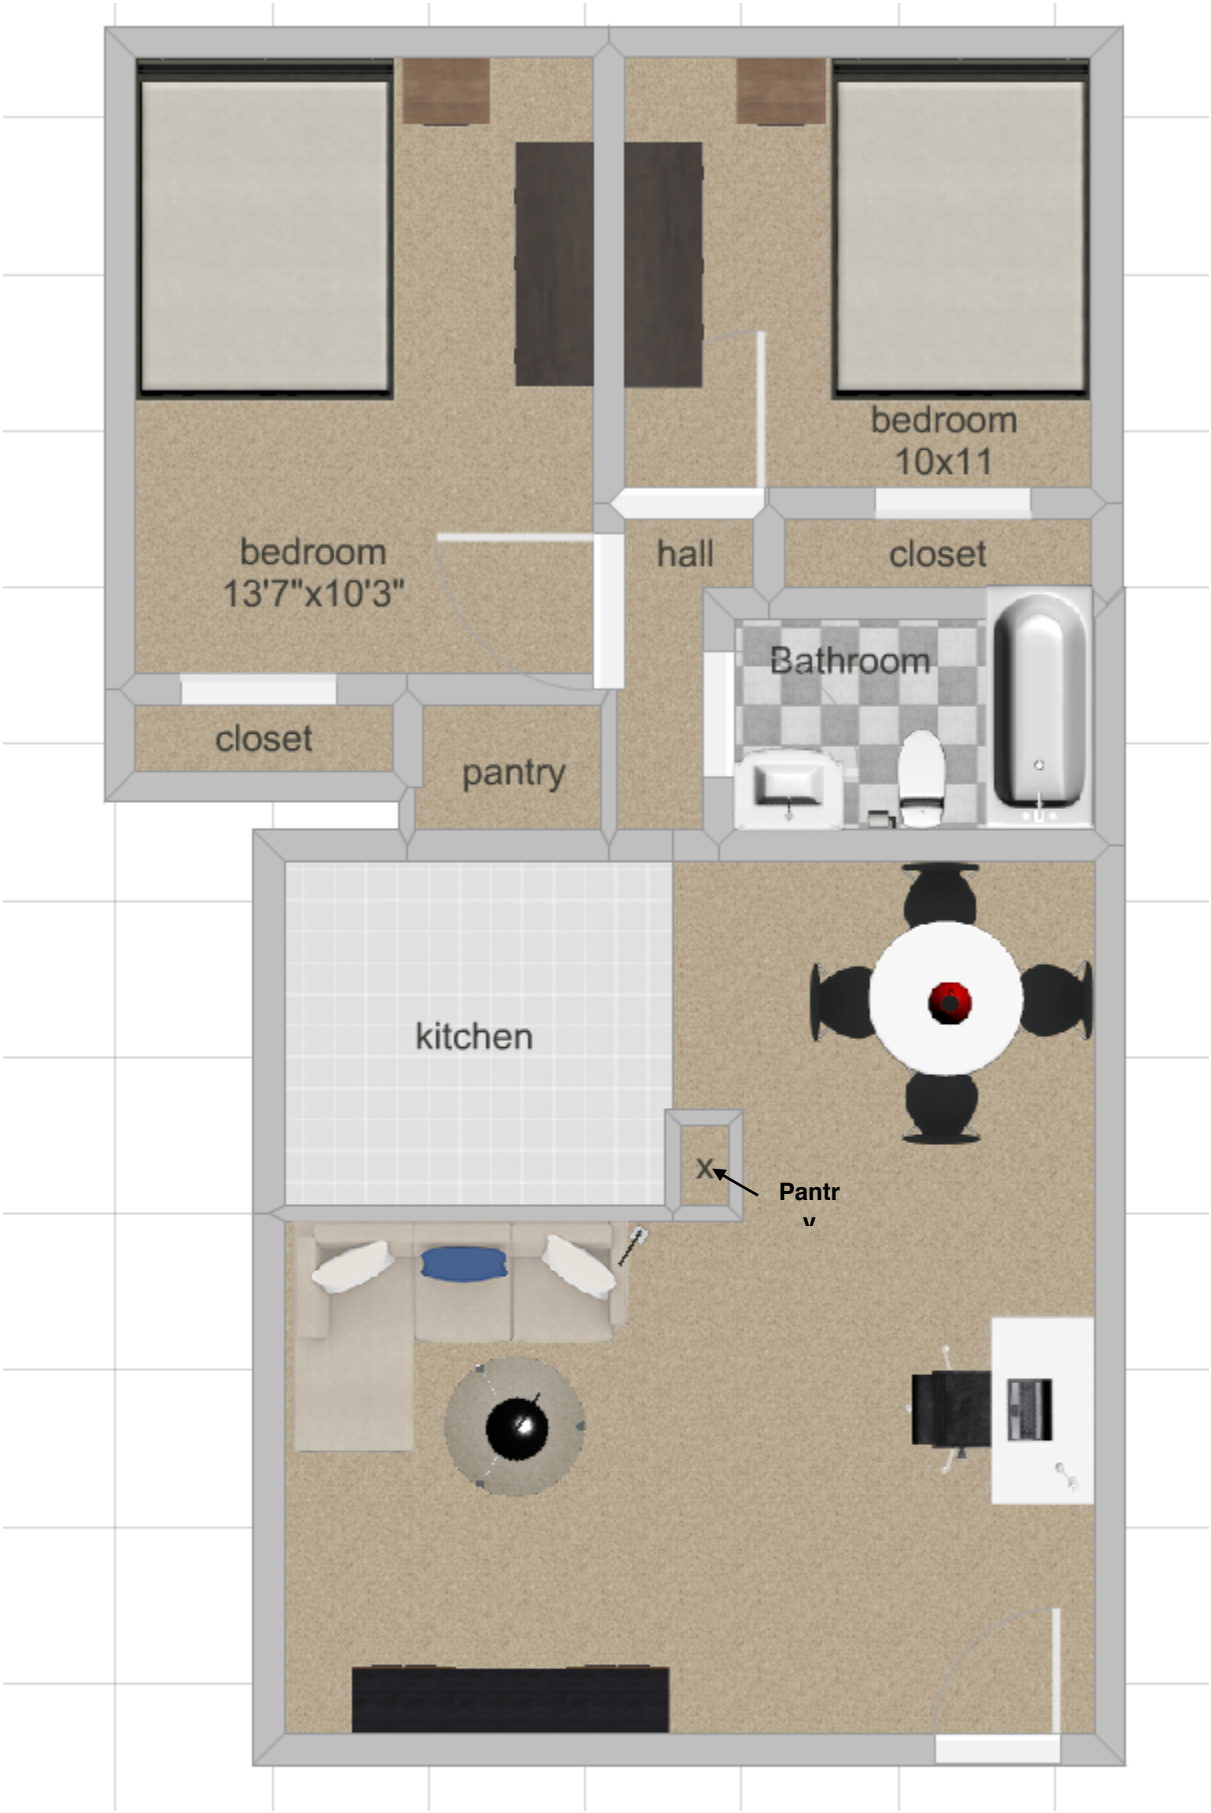 bedroom
10x11
bedroom
13'7"x10'3"
hall
closet
Bathroom
closet
pantry
kitchen
x
Pantr
y